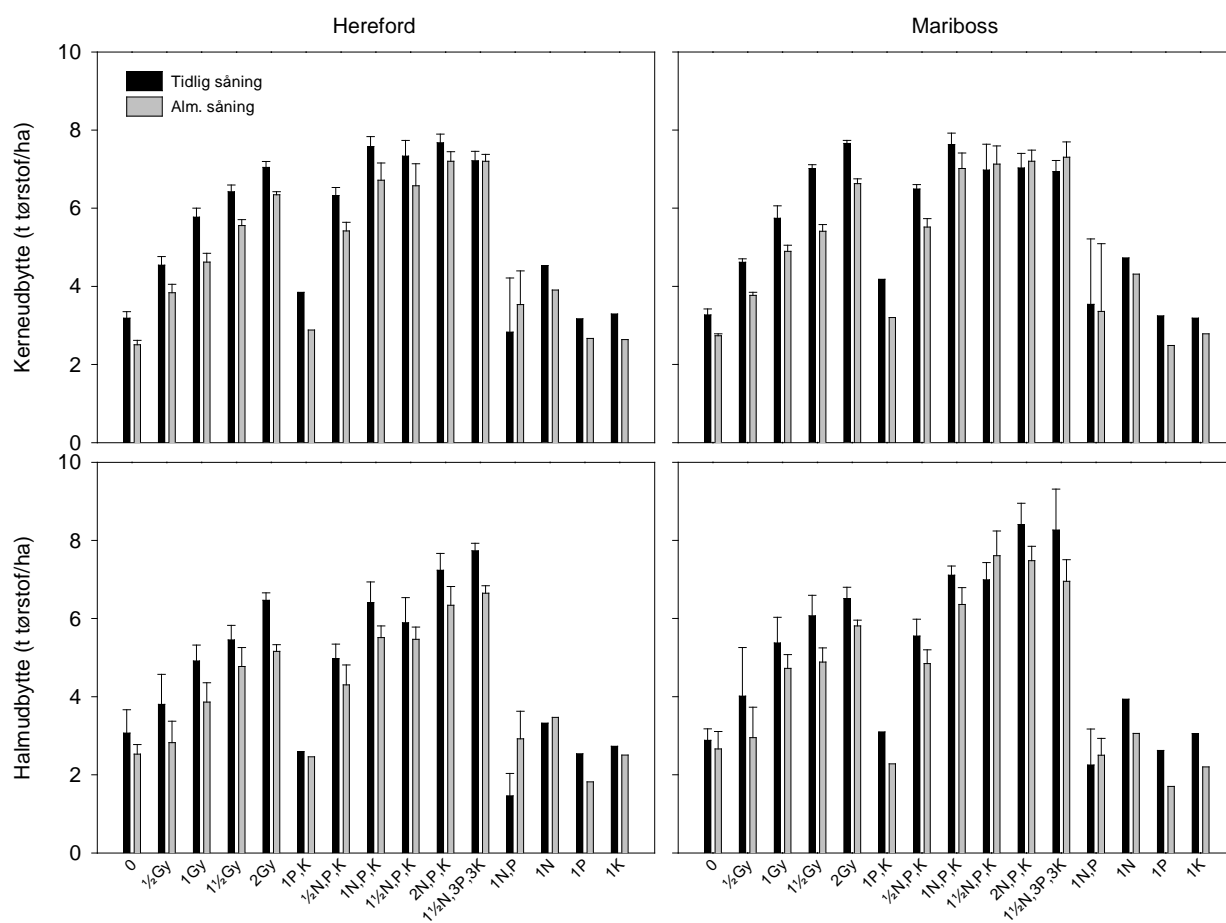 Hereford
Mariboss
Kerneudbytte (t tørstof/ha)
10
8
6
4
2
0
Tidlig såning
Alm. såning
Halmudbytte (t tørstof/ha)
10
8
6
4
2
0
0
½Gy
1Gy
1½Gy
2Gy
1P,K
½N,P,K
1N,P,K
1½N,P,K
2N,P,K
1½N,3P,3K
1N,P
1N
1P
1K
0
½Gy
1Gy
1½Gy
2Gy
1P,K
½N,P,K
1N,P,K
1½N,P,K
2N,P,K
1½N,3P,3K
1N,P
1N
1P
1K